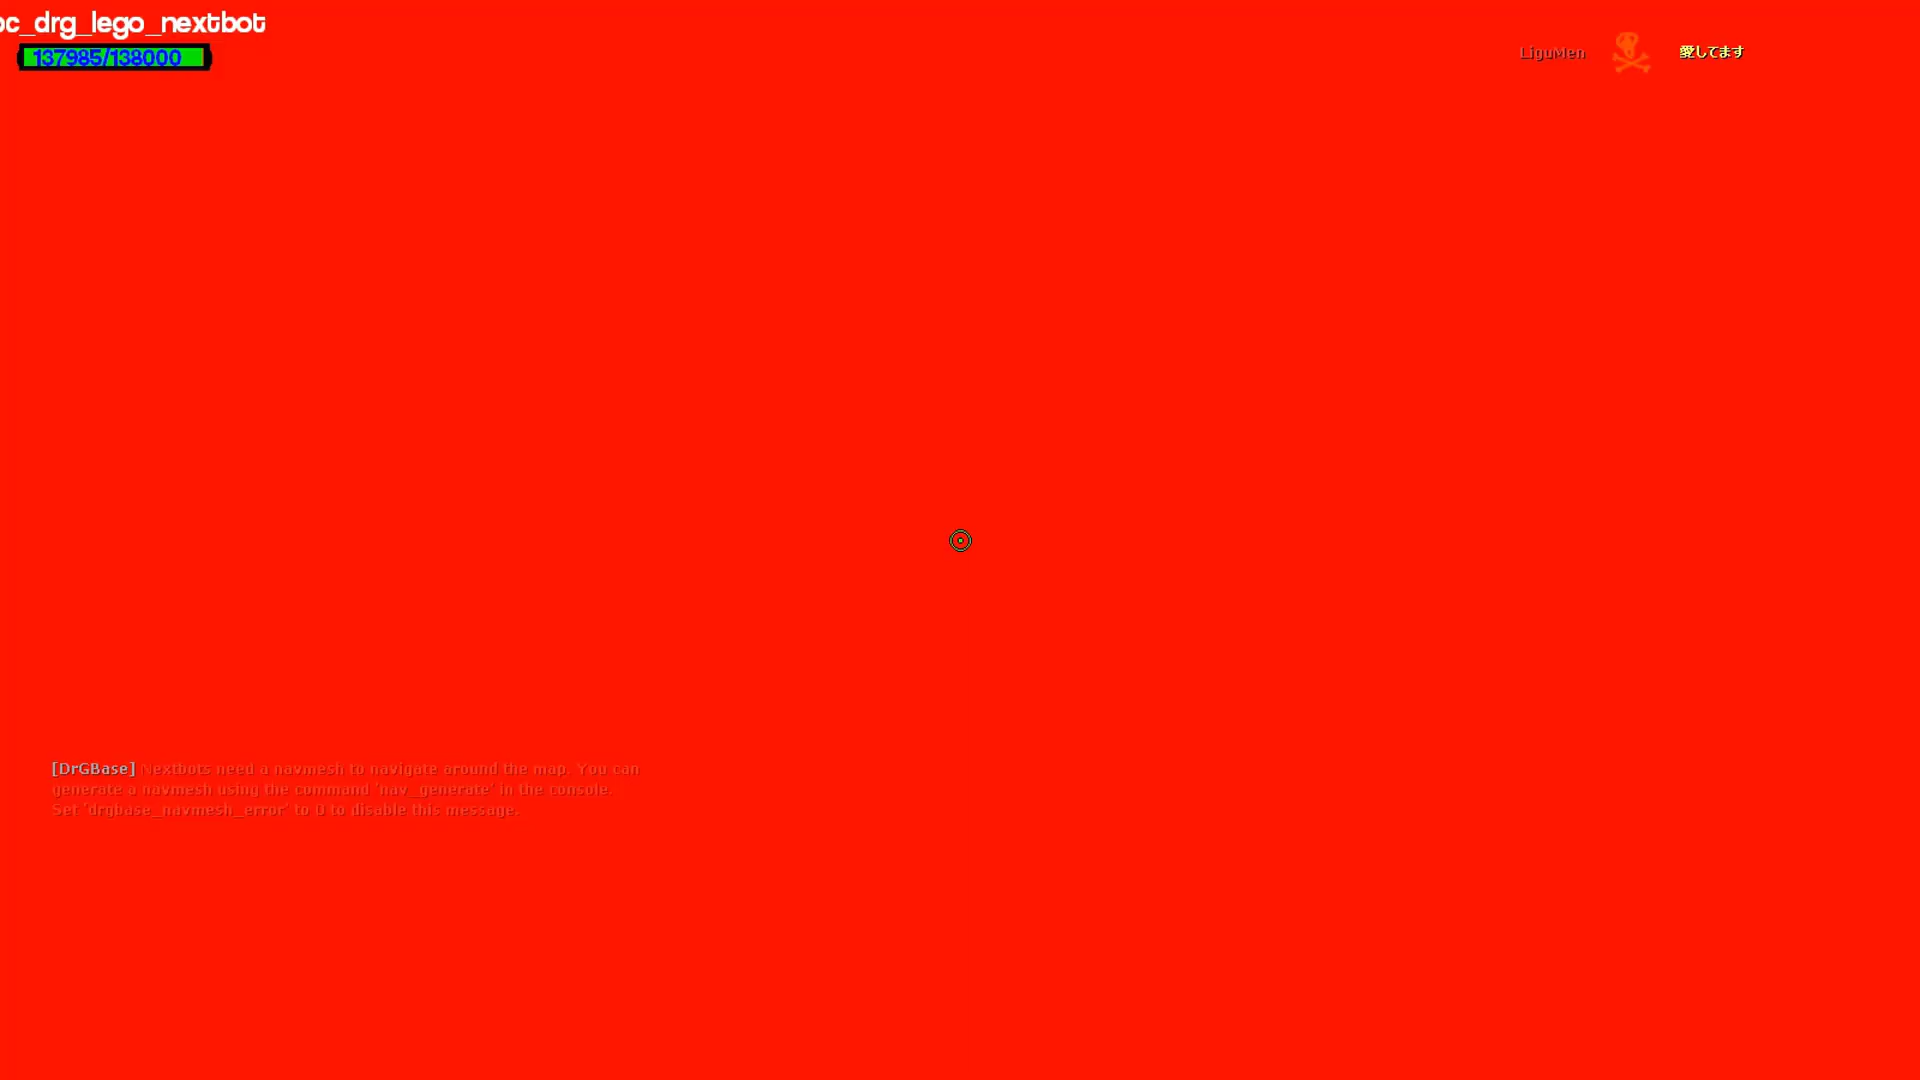 pc_drg_lego_nextbot
137985/138000
LiguMen 愛してます
[DrGBase] Nextbots need a navmesh to navigate around the map. You can
generate a navmesh using the command 'nav_generate' in the console.
Set 'drgbase_navmesh_error' to 0 to disable this message.